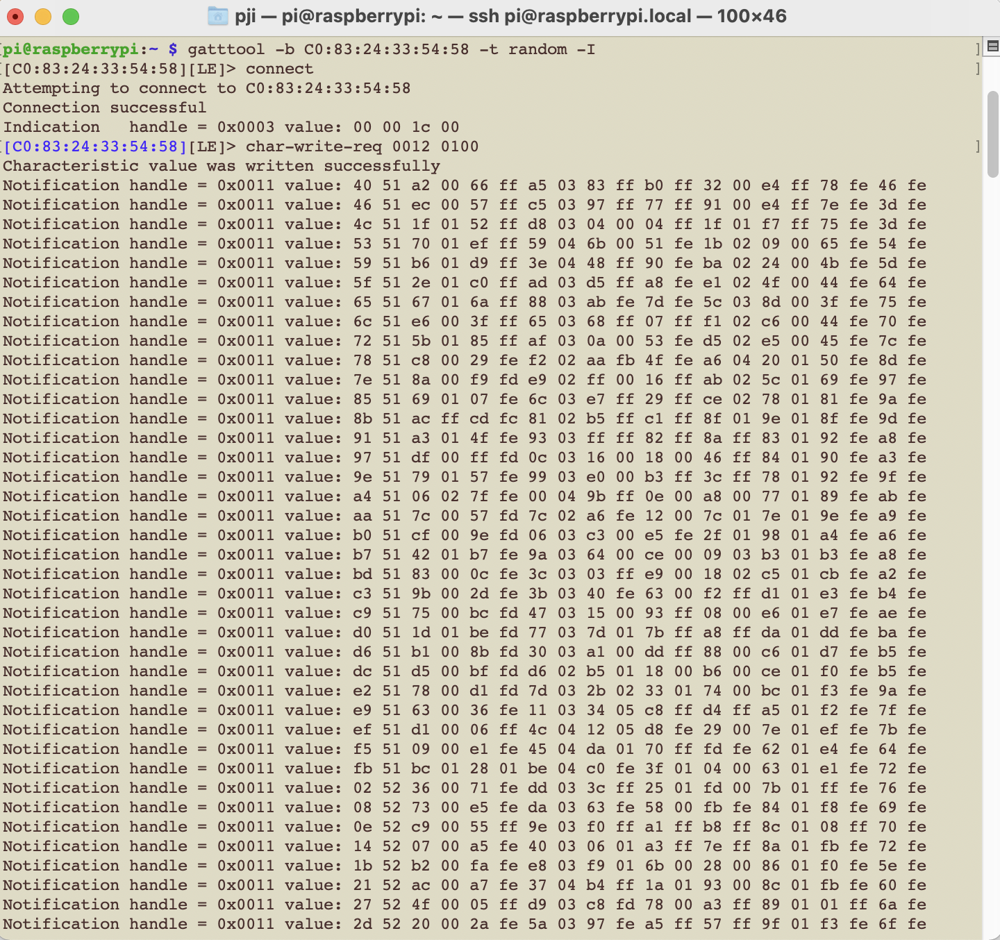 pji — pi@raspberrypi: ~ — ssh pi@raspberrypi.local — 100×46
pi@raspberrypi:~ $ gatttool -b C0:83:24:33:54:58 -t random -I
[C0:83:24:33:54:58][LE]> connect
Attempting to connect to C0:83:24:33:54:58
Connection successful
Indication   handle = 0x0003 value: 00 00 1c 00
[C0:83:24:33:54:58][LE]> char-write-req 0012 0100
Characteristic value was written successfully
Notification handle = 0x0011 value: 40 51 a2 00 66 ff a5 03 83 ff b0 ff 32 00 e4 ff 78 fe 46 fe
Notification handle = 0x0011 value: 46 51 ec 00 57 ff c5 03 97 ff 77 ff 91 00 e4 ff 7e fe 3d fe
Notification handle = 0x0011 value: 4c 51 1f 01 52 ff d8 03 04 00 04 ff 1f 01 f7 ff 75 fe 3d fe
Notification handle = 0x0011 value: 53 51 70 01 ef ff 59 04 6b 00 51 fe 1b 02 09 00 65 fe 54 fe
Notification handle = 0x0011 value: 59 51 b6 01 d9 ff 3e 04 48 ff 90 fe ba 02 24 00 4b fe 5d fe
Notification handle = 0x0011 value: 5f 51 2e 01 c0 ff ad 03 d5 ff a8 fe e1 02 4f 00 44 fe 64 fe
Notification handle = 0x0011 value: 65 51 67 01 6a ff 88 03 ab fe 7d fe 5c 03 8d 00 3f fe 75 fe
Notification handle = 0x0011 value: 6c 51 e6 00 3f ff 65 03 68 ff 07 ff f1 02 c6 00 44 fe 70 fe
Notification handle = 0x0011 value: 72 51 5b 01 85 ff af 03 0a 00 53 fe d5 02 e5 00 45 fe 7c fe
Notification handle = 0x0011 value: 78 51 c8 00 29 fe f2 02 aa fb 4f fe a6 04 20 01 50 fe 8d fe
Notification handle = 0x0011 value: 7e 51 8a 00 f9 fd e9 02 ff 00 16 ff ab 02 5c 01 69 fe 97 fe
Notification handle = 0x0011 value: 85 51 69 01 07 fe 6c 03 e7 ff 29 ff ce 02 78 01 81 fe 9a fe
Notification handle = 0x0011 value: 8b 51 ac ff cd fc 81 02 b5 ff c1 ff 8f 01 9e 01 8f fe 9d fe
Notification handle = 0x0011 value: 91 51 a3 01 4f fe 93 03 ff ff 82 ff 8a ff 83 01 92 fe a8 fe
Notification handle = 0x0011 value: 97 51 df 00 ff fd 0c 03 16 00 18 00 46 ff 84 01 90 fe a3 fe
Notification handle = 0x0011 value: 9e 51 79 01 57 fe 99 03 e0 00 b3 ff 3c ff 78 01 92 fe 9f fe
Notification handle = 0x0011 value: a4 51 06 02 7f fe 00 04 9b ff 0e 00 a8 00 77 01 89 fe ab fe
Notification handle = 0x0011 value: aa 51 7c 00 57 fd 7c 02 a6 fe 12 00 7c 01 7e 01 9e fe a9 fe
Notification handle = 0x0011 value: b0 51 cf 00 9e fd 06 03 c3 00 e5 fe 2f 01 98 01 a4 fe a6 fe
Notification handle = 0x0011 value: b7 51 42 01 b7 fe 9a 03 64 00 ce 00 09 03 b3 01 b3 fe a8 fe
Notification handle = 0x0011 value: bd 51 83 00 0c fe 3c 03 03 ff e9 00 18 02 c5 01 cb fe a2 fe
Notification handle = 0x0011 value: c3 51 9b 00 2d fe 3b 03 40 fe 63 00 f2 ff d1 01 e3 fe b4 fe
Notification handle = 0x0011 value: c9 51 75 00 bc fd 47 03 15 00 93 ff 08 00 e6 01 e7 fe ae fe
Notification handle = 0x0011 value: d0 51 1d 01 be fd 77 03 7d 01 7b ff a8 ff da 01 dd fe ba fe
Notification handle = 0x0011 value: d6 51 b1 00 8b fd 30 03 a1 00 dd ff 88 00 c6 01 d7 fe b5 fe
Notification handle = 0x0011 value: dc 51 d5 00 bf fd d6 02 b5 01 18 00 b6 00 ce 01 f0 fe b5 fe
Notification handle = 0x0011 value: e2 51 78 00 d1 fd 7d 03 2b 02 33 01 74 00 bc 01 f3 fe 9a fe
Notification handle = 0x0011 value: e9 51 63 00 36 fe 11 03 34 05 c8 ff d4 ff a5 01 f2 fe 7f fe
Notification handle = 0x0011 value: ef 51 d1 00 06 ff 4c 04 12 05 d8 fe 29 00 7e 01 ef fe 7b fe
Notification handle = 0x0011 value: f5 51 09 00 e1 fe 45 04 da 01 70 ff fd fe 62 01 e4 fe 64 fe
Notification handle = 0x0011 value: fb 51 bc 01 28 01 be 04 c0 fe 3f 01 04 00 63 01 e1 fe 72 fe
Notification handle = 0x0011 value: 02 52 36 00 71 fe dd 03 3c ff 25 01 fd 00 7b 01 ff fe 76 fe
Notification handle = 0x0011 value: 08 52 73 00 e5 fe da 03 63 fe 58 00 fb fe 84 01 f8 fe 69 fe
Notification handle = 0x0011 value: 0e 52 c9 00 55 ff 9e 03 f0 ff a1 ff b8 ff 8c 01 08 ff 70 fe
Notification handle = 0x0011 value: 14 52 07 00 a5 fe 40 03 06 01 a3 ff 7e ff 8a 01 fb fe 72 fe
Notification handle = 0x0011 value: 1b 52 b2 00 fa fe e8 03 f9 01 6b 00 28 00 86 01 f0 fe 5e fe
Notification handle = 0x0011 value: 21 52 ac 00 a7 fe 37 04 b4 ff 1a 01 93 00 8c 01 fb fe 60 fe
Notification handle = 0x0011 value: 27 52 4f 00 05 ff d9 03 c8 fd 78 00 a3 ff 89 01 01 ff 6a fe
Notification handle = 0x0011 value: 2d 52 20 00 2a fe 5a 03 97 fe a5 ff 57 ff 9f 01 f3 fe 6f fe